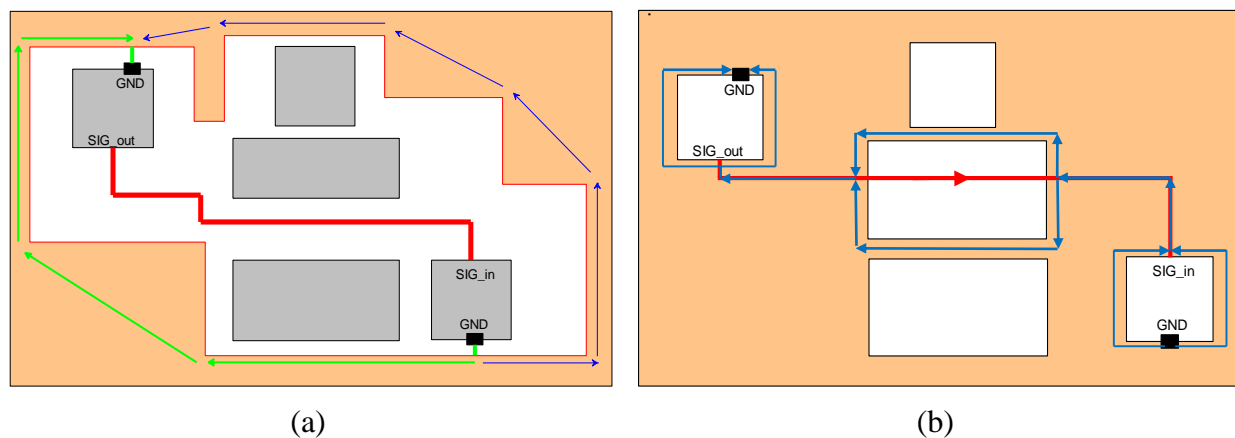 GND
SIG_out
SIG_in
GND
GND
SIG_out
SIG_in
GND
(a)
(b)